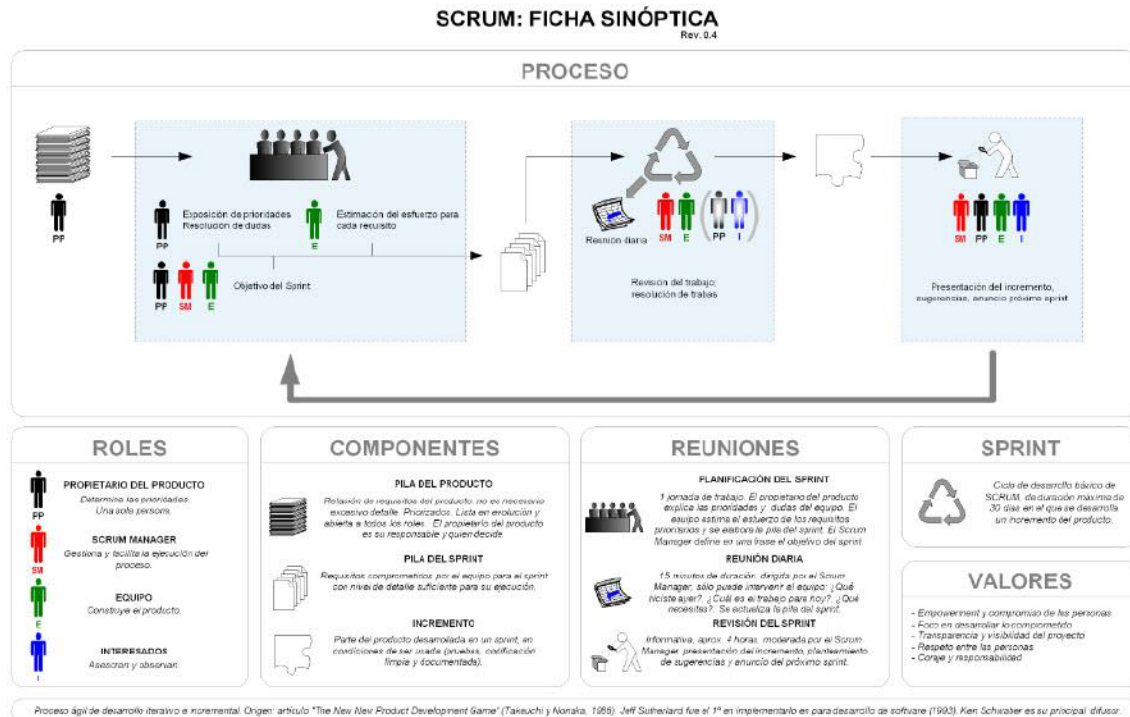 SCRUM: FICHA SINÓPTICA
Rev. 0.4
PROCESO
PP
PP
Exposición de prioridades
Resolución de dudas
E
Estimación del esfuerzo para
cada requisito
PP SM E
Objetivo del Sprint
Reunión diaria
SM E PP I
Revisión del trabajo;
resolución de trabas
SM PP E I
Presentación del incremento,
sugerencias, anuncio próximo sprint
ROLES
PP
PROPIETARIO DEL PRODUCTO
Determina las prioridades.
Una sola persona.
SM
SCRUM MANAGER
Gestiona y facilita la ejecución del
proceso.
E
EQUIPO
Construye el producto.
I
INTERESADOS
Asesoran y observan.
COMPONENTES
PILA DEL PRODUCTO
Relación de requisitos del producto, no es necesario
excesivo detalle. Priorizados. Lista en evolución y
abierta a todos los roles. El propietario del producto
es su responsable y quien decide.
PILA DEL SPRINT
Requisitos comprometidos por el equipo para el sprint
con nivel de detalle suficiente para su ejecución.
INCREMENTO
Parte del producto desarrollada en un sprint, en
condiciones de ser usada (pruebas, codificación
limpia y documentada).
REUNIONES
PLANIFICACIÓN DEL SPRINT
1 jornada de trabajo. El propietario del producto
explica las prioridades y dudas del equipo. El
equipo estima el esfuerzo de los requisitos
prioritarios y se elabora la pila del sprint. El Scrum
Manager define en una frase el objetivo del sprint.
REUNIÓN DIARIA
15 minutos de duración, dirigida por el Scrum
Manager, sólo puede intervenir el equipo: ¿Qué
hiciste ayer?. ¿Cuál es el trabajo para hoy?. ¿Qué
necesitas?. Se actualiza la pila del sprint.
REVISIÓN DEL SPRINT
Informativa, aprox. 4 horas, moderada por el Scrum
Manager, presentación del incremento, planteamiento
de sugerencias y anuncio del próximo sprint.
SPRINT
Ciclo de desarrollo básico de
SCRUM, de duración máxima de
30 días en el que se desarrolla
un incremento del producto.
VALORES
- Empowerment y compromiso de las personas
- Foco en desarrollar lo comprometido
- Transparencia y visibilidad del proyecto
- Respeto entre las personas
- Coraje y responsabilidad
Proceso ágil de desarrollo iterativo e incremental. Origen: artículo "The New New Product Development Game" (Takeuchi y Nonaka, 1986). Jeff Sutherland fue el 1º en implementarlo en para desarrollo de software (1993). Ken Schwaber es su principal difusor.